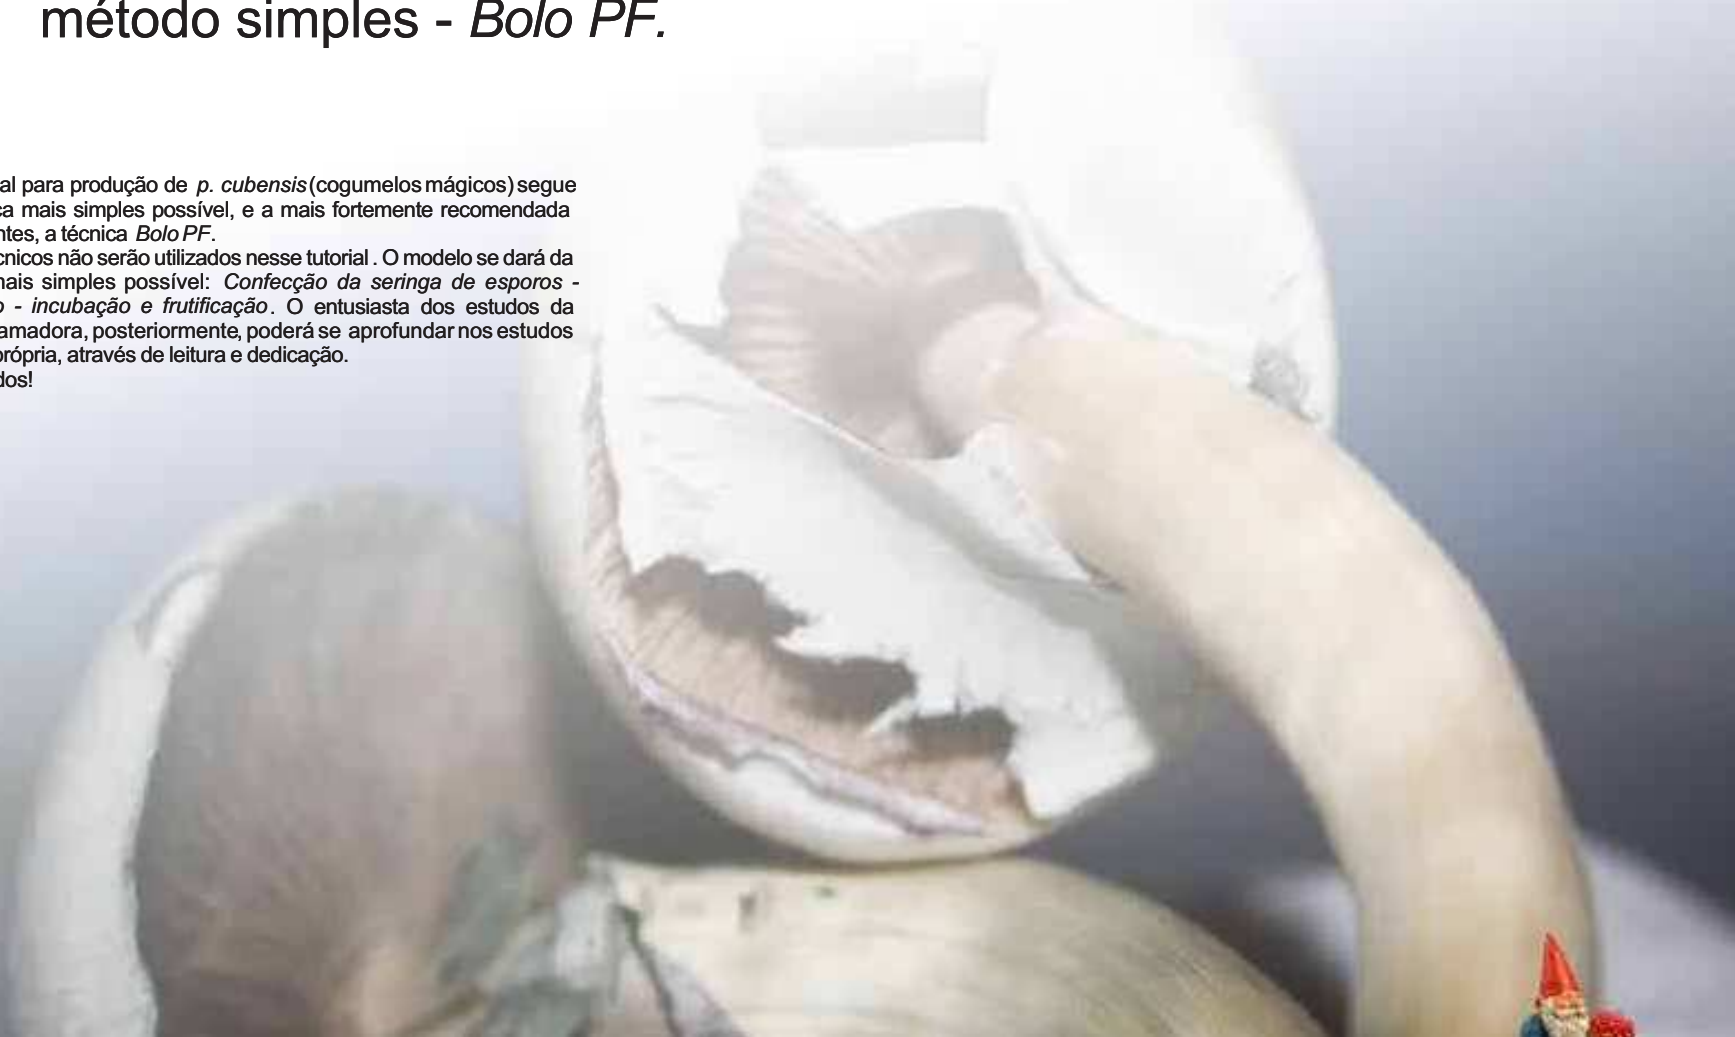 método simples - Bolo PF.
al para produção de p. cubensis (cogumelos mágicos) segue
ca mais simples possível, e a mais fortemente recomendada
ntes, a técnica Bolo PF.
cnicos não serão utilizados nesse tutorial . O modelo se dará da
mais simples possível: Confecção da seringa de esporos -
o - incubação e frutificação. O entusiasta dos estudos da
amadora, posteriormente, poderá se aprofundar nos estudos
própria, através de leitura e dedicação.
dos!